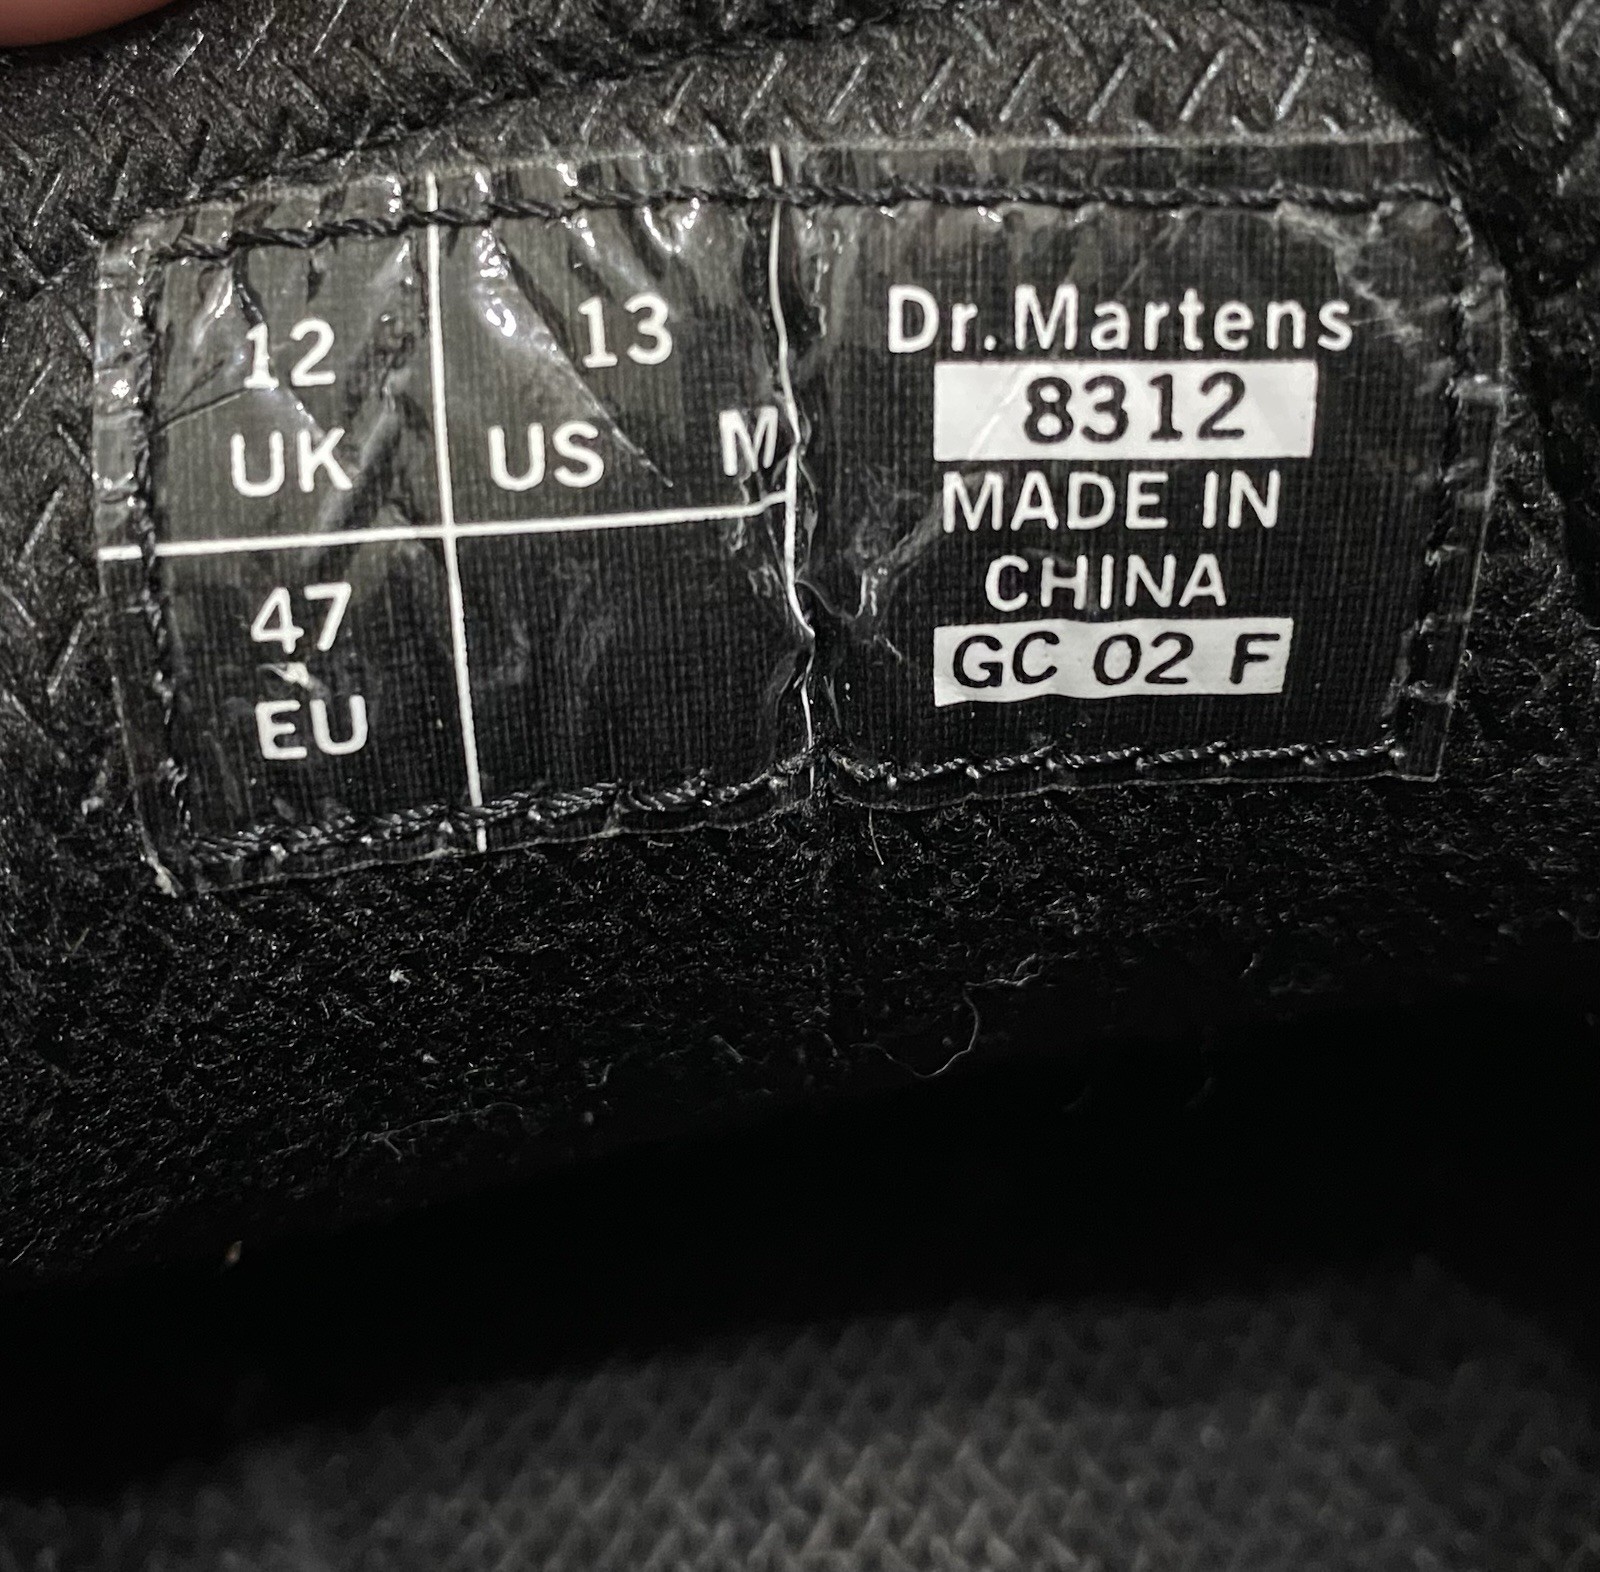 12
UK
13
US M
47
EU
Dr. Martens
8312
MADE IN
CHINA
GC 02 F